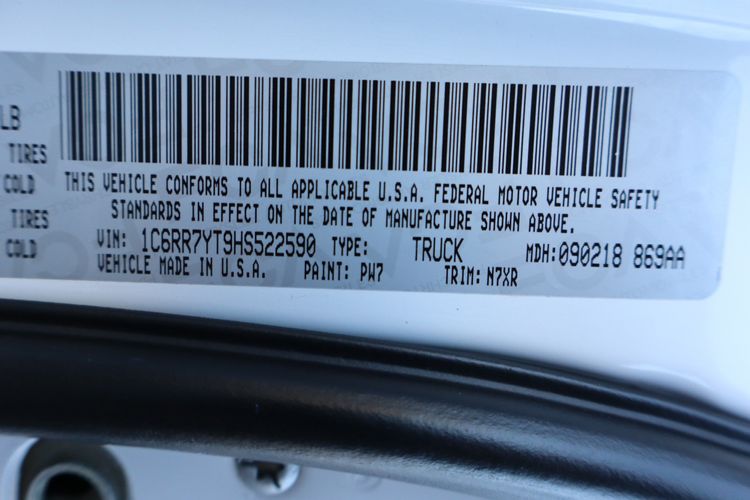 LB
TIRES
COLD
TIRES
COLD
THIS VEHICLE CONFORMS TO ALL APPLICABLE U.S.A. FEDERAL MOTOR VEHICLE SAFETY
STANDARDS IN EFFECT ON THE DATE OF MANUFACTURE SHOWN ABOVE.
VIN: 1C6RR7YT9HS522590 TYPE: TRUCK MDH: 090218 869AA
VEHICLE MADE IN U.S.A. PAINT: PW7 TRIM: N7XR